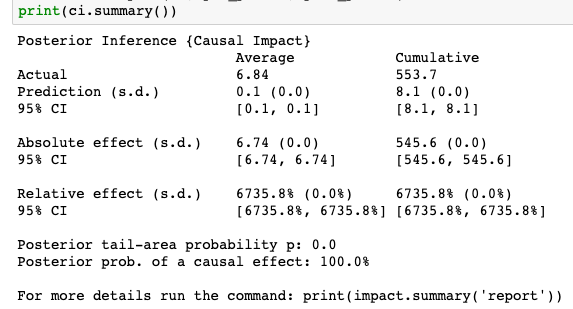 print(ci.summary())
Posterior Inference {Causal Impact}
Average Cumulative
Actual 6.84 553.7
Prediction (s.d.) 0.1 (0.0) 8.1 (0.0)
95% CI [0.1, 0.1] [8.1, 8.1]
Absolute effect (s.d.) 6.74 (0.0) 545.6 (0.0)
95% CI [6.74, 6.74] [545.6, 545.6]
Relative effect (s.d.) 6735.8% (0.0%) 6735.8% (0.0%)
95% CI [6735.8%, 6735.8%] [6735.8%, 6735.8%]
Posterior tail-area probability p: 0.0
Posterior prob. of a causal effect: 100.0%
For more details run the command: print(impact.summary('report'))